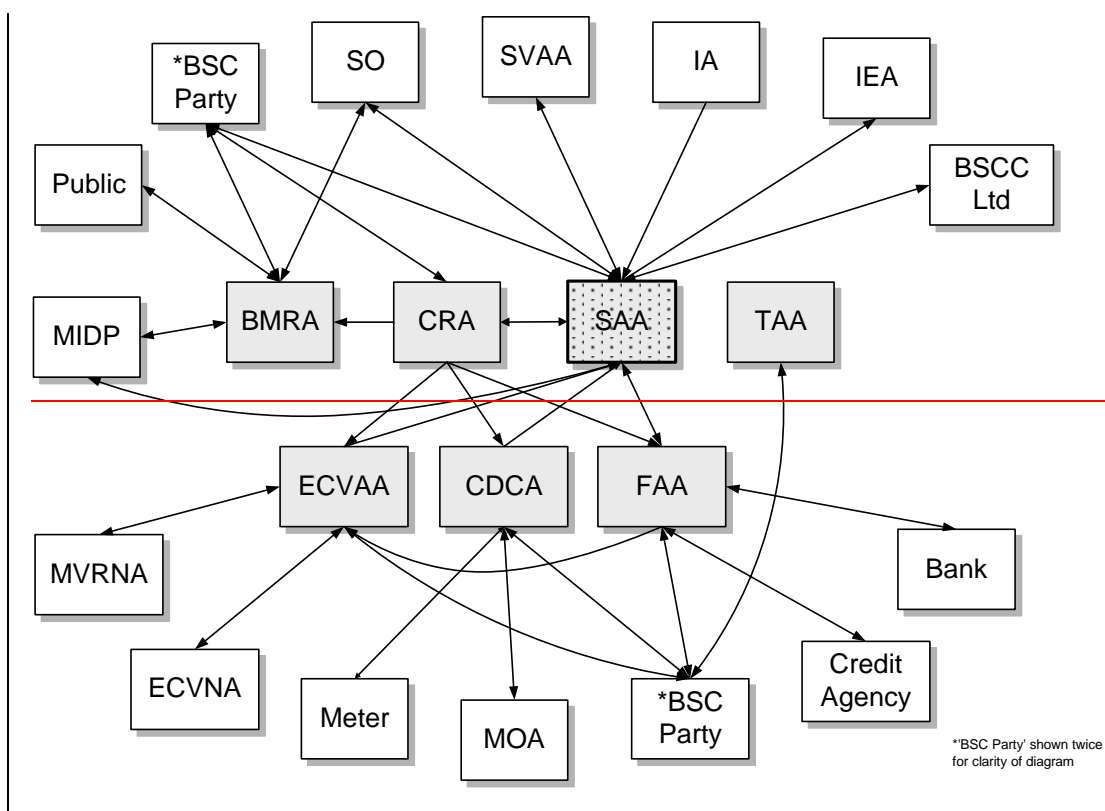 *BSC
Party
SO
SVAA
IA
IEA
Public
BSCC
Ltd
MIDP
BMRA
CRA
SAA
TAA
ECVAA
CDCA
FAA
MVRNA
Bank
ECVNA
Meter
MOA
*BSC
Party
Credit
Agency
*'BSC Party' shown twice
for clarity of diagram